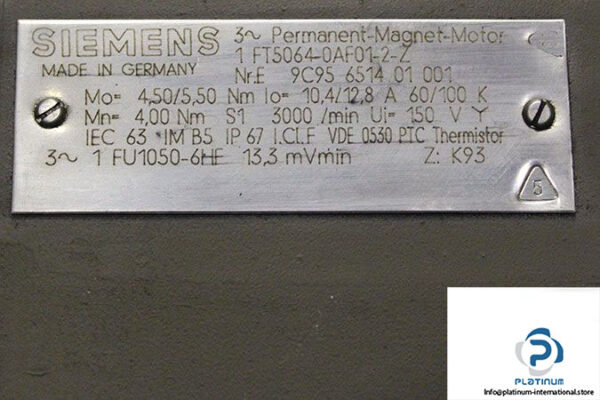 SIEMENS 3~ Permanent-Magnet-Motor
1 FT5064-0AF01-2-Z
MADE IN GERMANY Nr.E 9C95 6514 01 001
Mo= 4,50/5,50 Nm Io= 10,4/12,8 A 60/100 K
Mn= 4,00 Nm S1 3000 /min Ui= 150 V Y
IEC 63 IM B5 IP 67 I.CL.F VDE 0530 PTC Thermistor
3~ 1 FU1050-6HF 13,3 mVmin Z: K93
5
PLATINUM
Info@platinum-international.store